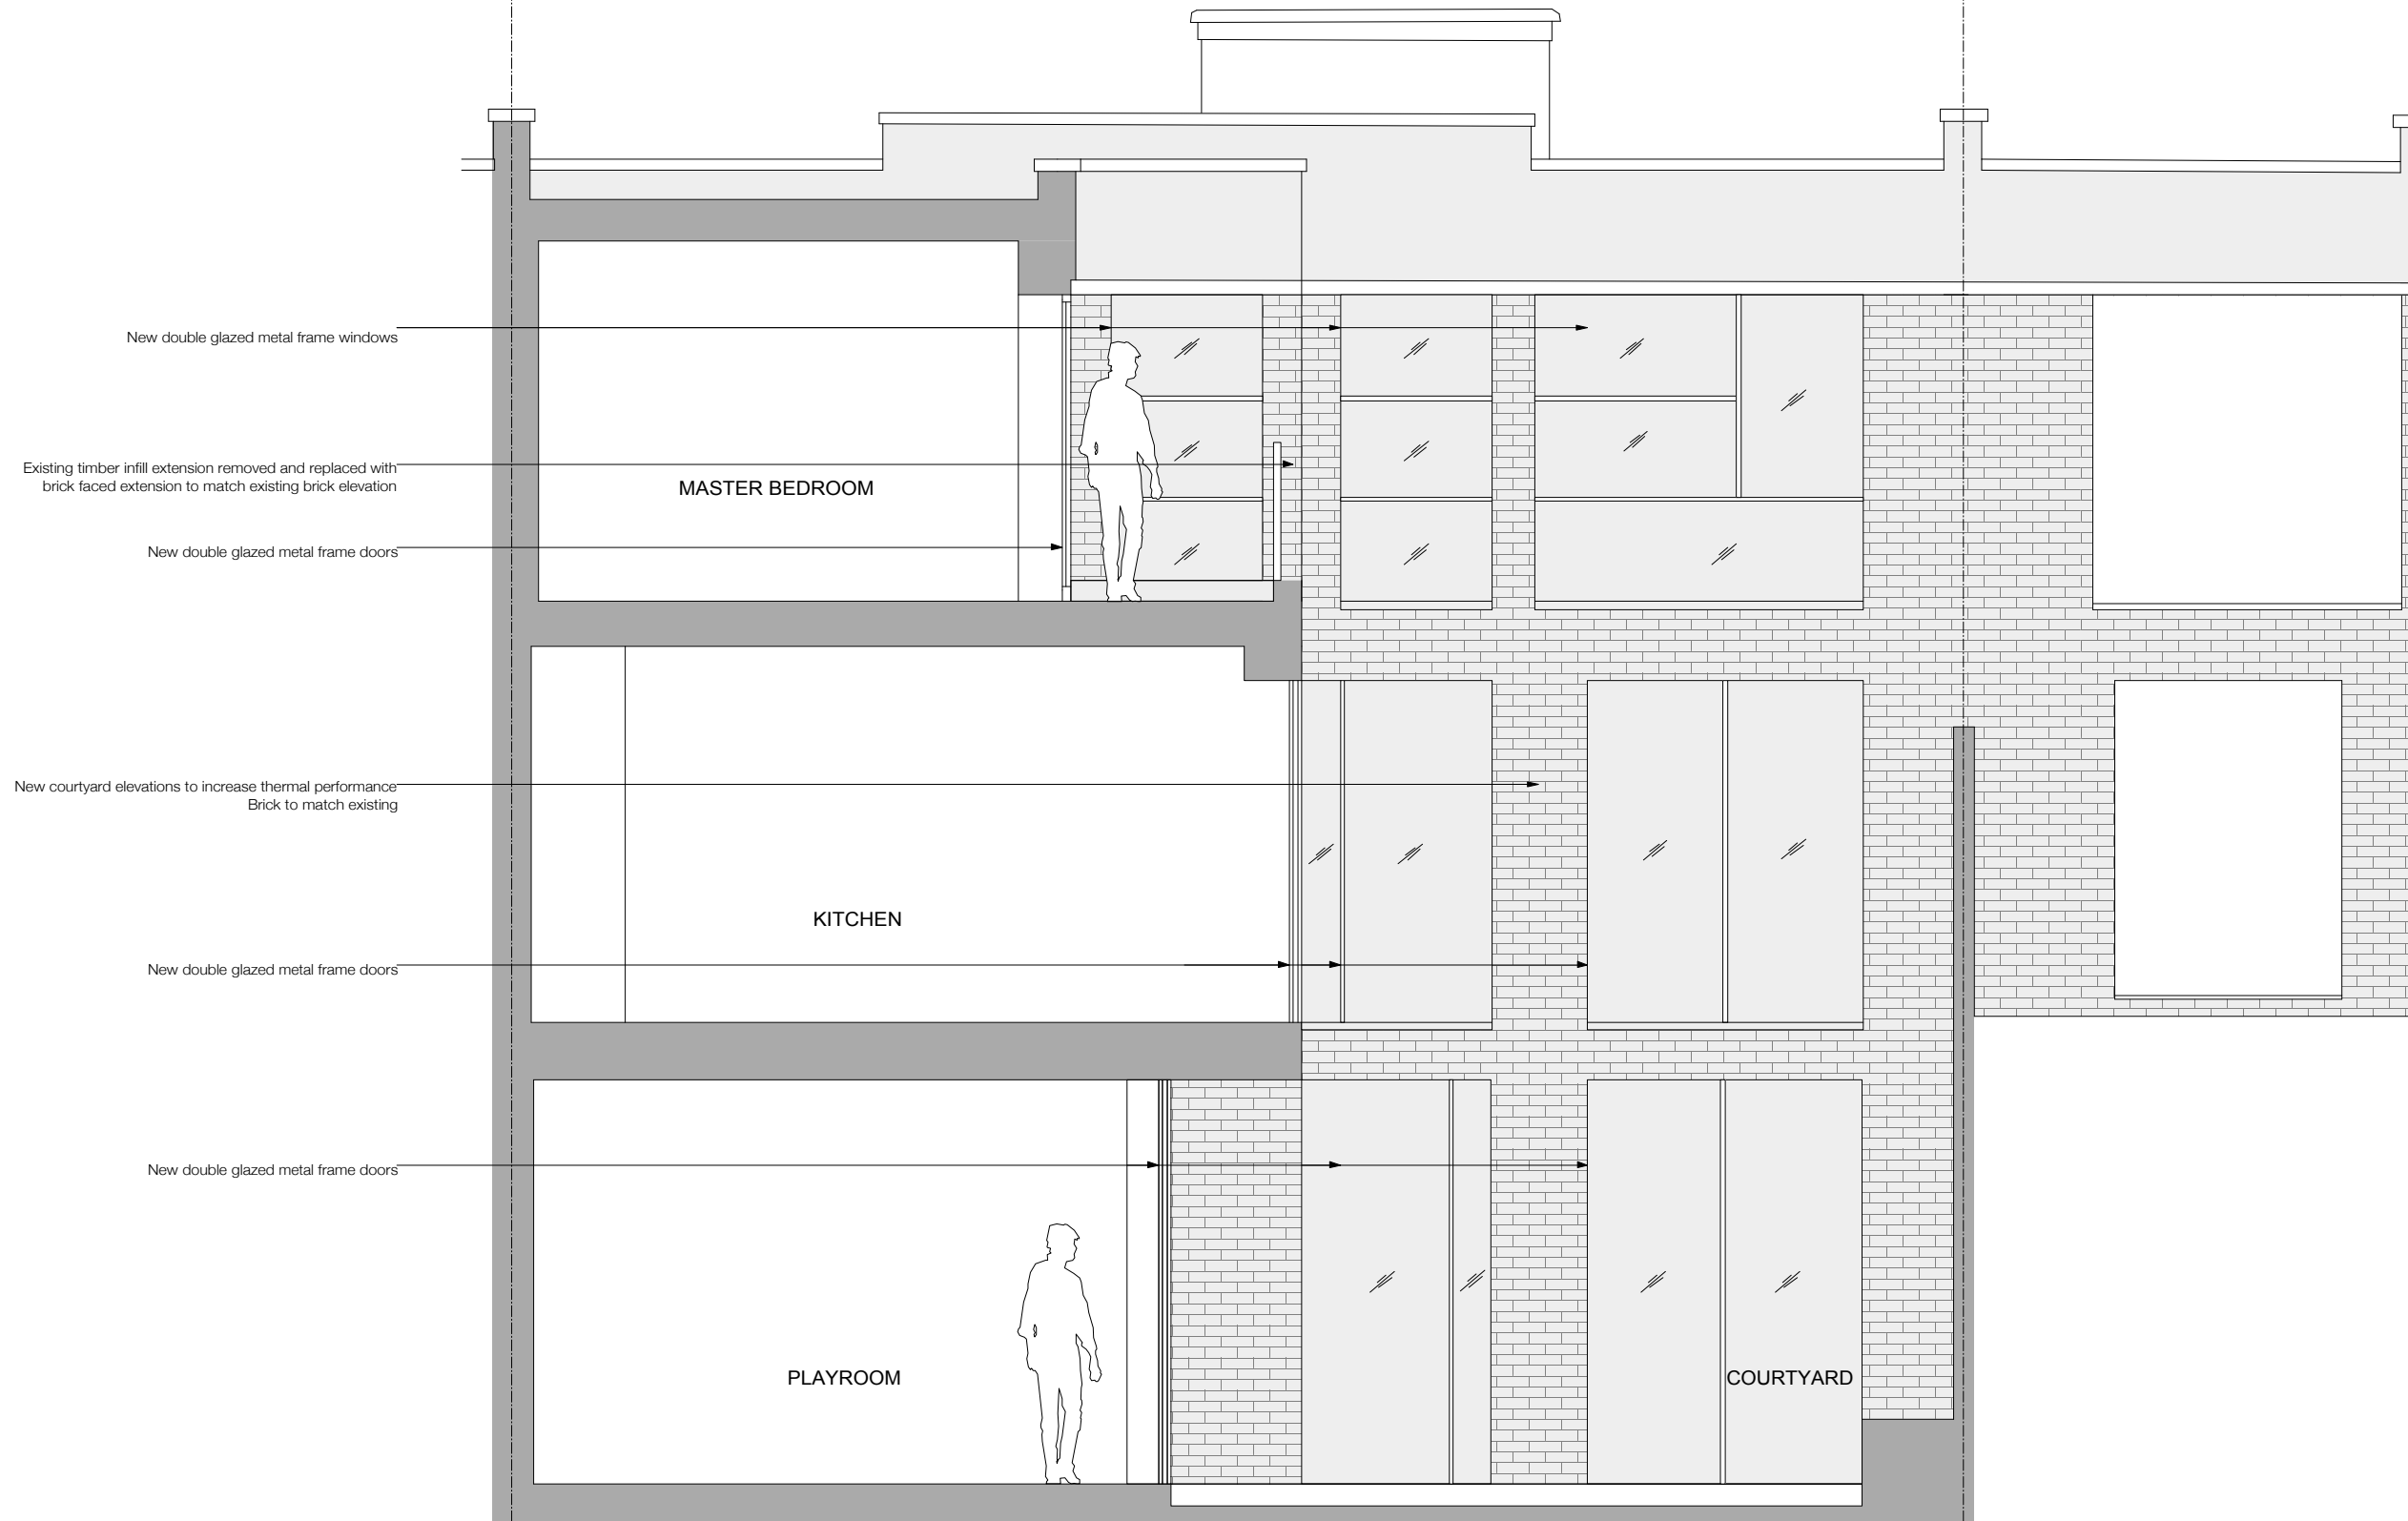 New double glazed metal frame windows
Existing timber infill extension removed and replaced with
brick faced extension to match existing brick elevation
MASTER BEDROOM
New double glazed metal frame doors
New courtyard elevations to increase thermal performance
Brick to match existing
KITCHEN
New double glazed metal frame doors
New double glazed metal frame doors
PLAYROOM
COURTYARD